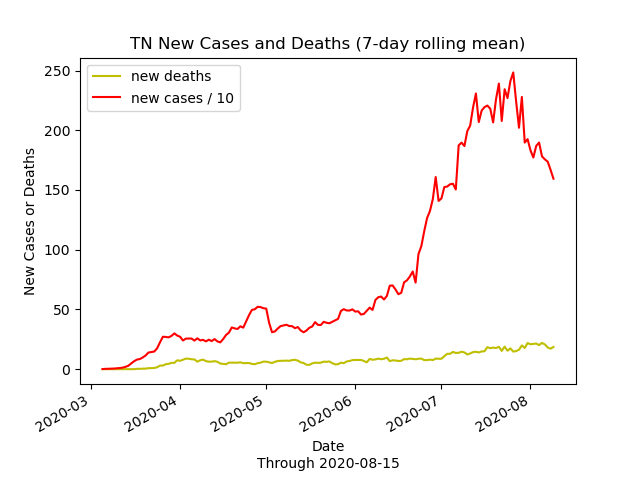 TN New Cases and Deaths (7-day rolling mean)
new deaths
new cases / 10
250
200
150
100
50
0
New Cases or Deaths
2020-03
2020-04
2020-05
2020-06
2020-07
2020-08
Date
Through 2020-08-15